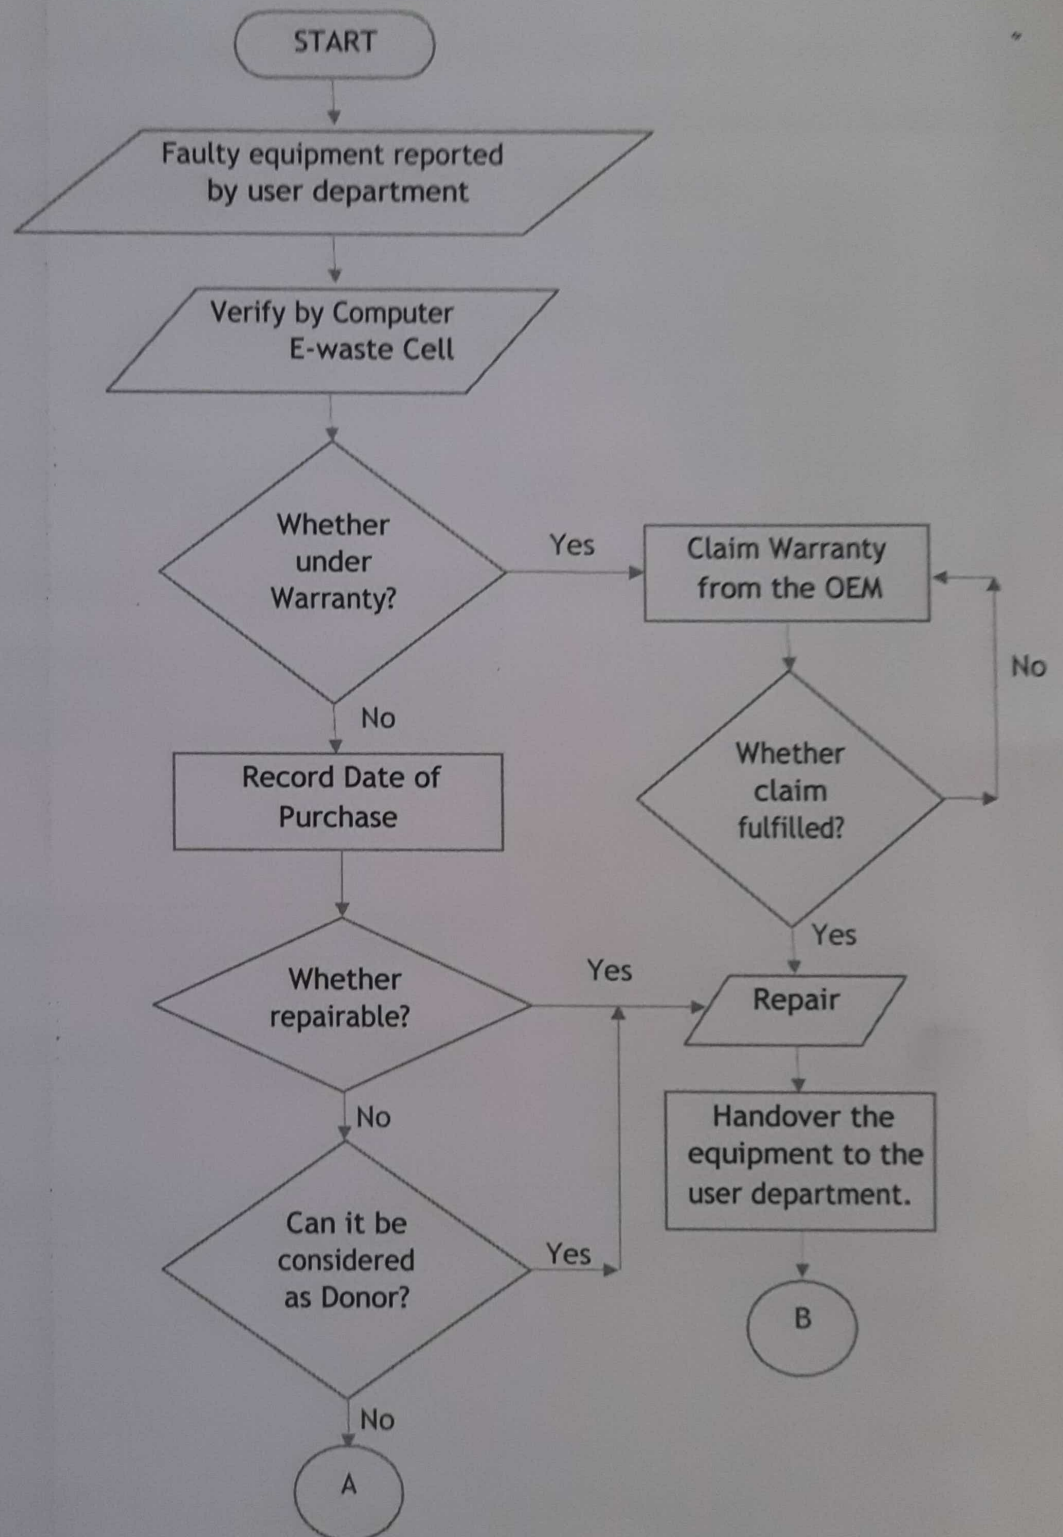 START
Faulty equipment reported
by user department
Verify by Computer
E-waste Cell
Whether
under
Warranty?
Yes
Claim Warranty
from the OEM
No
No
Whether
claim
fulfilled?
Record Date of
Purchase
Yes
Whether
repairable?
Yes
Repair
No
Handover the
equipment to the
user department.
Can it be
considered
as Donor?
Yes
B
No
A